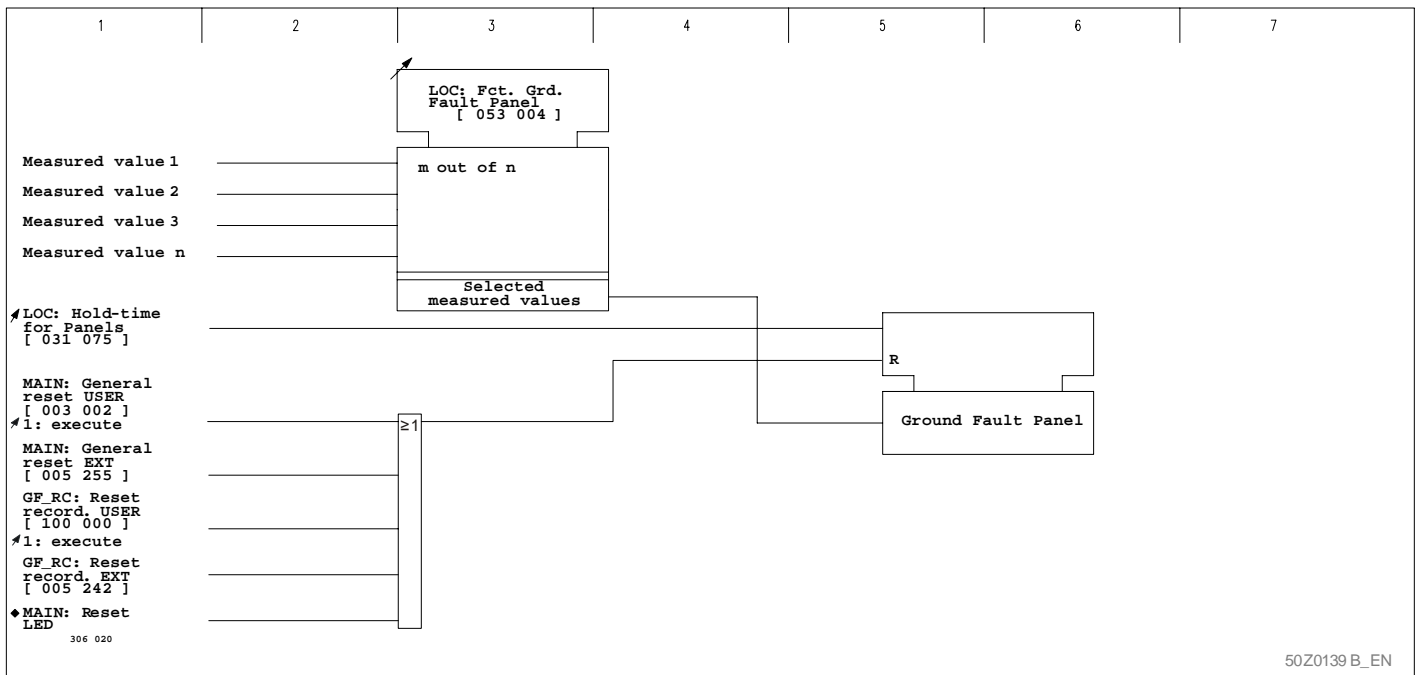 1 2 3 4 5 6 7
LOC: Fct. Grd.
Fault Panel
[ 053 004 ]
m out of n
Measured value 1
Measured value 2
Measured value 3
Measured value n
Selected
measured values
LOC: Hold-time
for Panels
[ 031 075 ]
R
Ground Fault Panel
MAIN: General
reset USER
[ 003 002 ]
1: execute
≥1
MAIN: General
reset EXT
[ 005 255 ]
GF_RC: Reset
record. USER
[ 100 000 ]
1: execute
GF_RC: Reset
record. EXT
[ 005 242 ]
MAIN: Reset
LED
306 020
50Z0139 B_EN